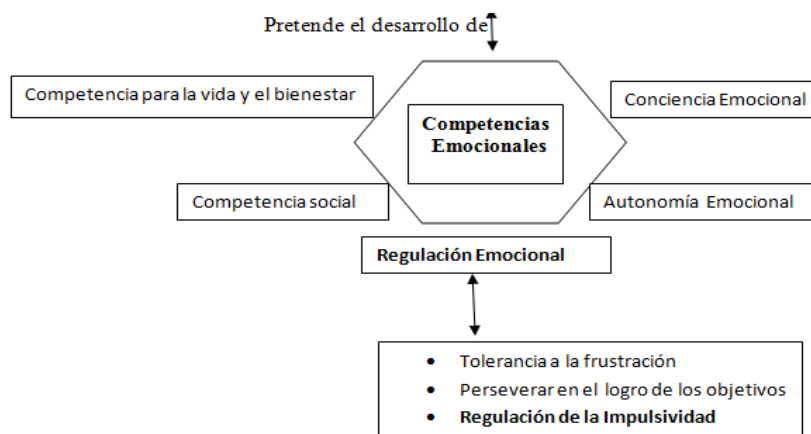 Pretende el desarrollo de
Competencia para la vida y el bienestar
Conciencia Emocional
Competencias
Emocionales
Competencia social
Autonomía Emocional
Regulación Emocional
• Tolerancia a la frustración
• Perseverar en el logro de los objetivos
• Regulación de la Impulsividad